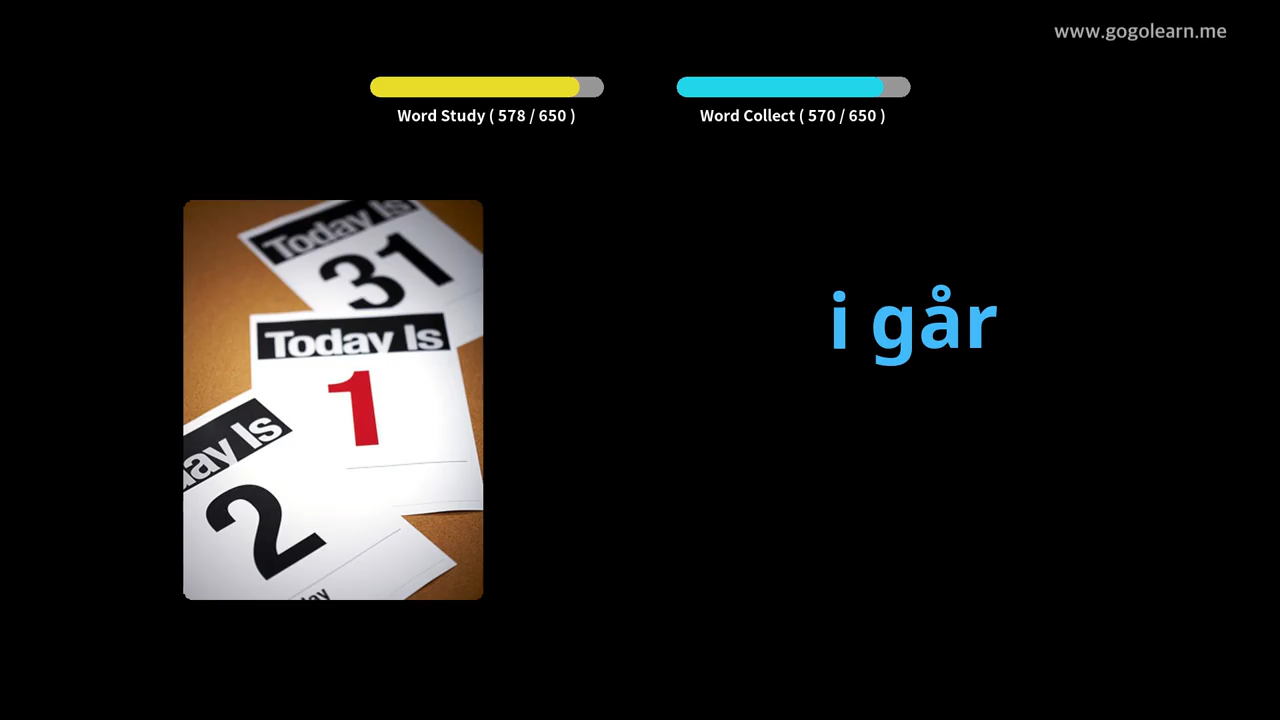 www.gogolearn.me
Word Study ( 578 / 650 )
Word Collect ( 570 / 650 )
Today Is
31
Today Is
1
i går
ay Is
2
ay